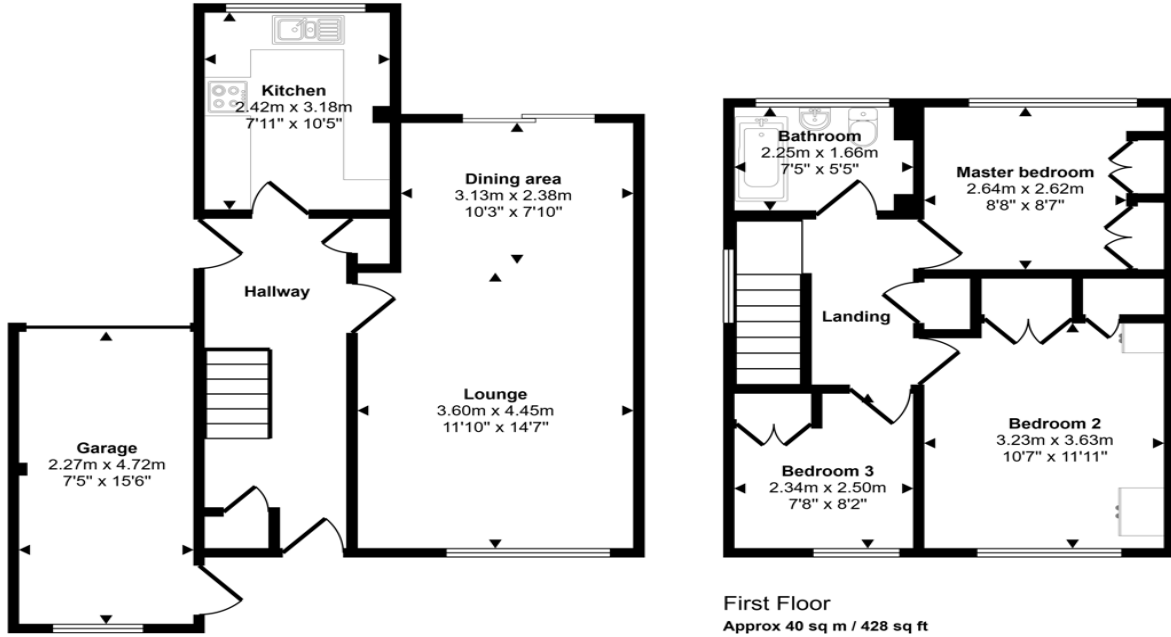 Kitchen
2.42m x 3.18m
7'11" x 10'5"
Dining area
3.13m x 2.38m
10'3" x 7'10"
Hallway
Lounge
3.60m x 4.45m
11'10" x 14'7"
Garage
2.27m x 4.72m
7'5" x 15'6"
Bathroom
2.25m x 1.66m
7'5" x 5'5"
Master bedroom
2.64m x 2.62m
8'8" x 8'7"
Landing
Bedroom 2
3.23m x 3.63m
10'7" x 11'11"
Bedroom 3
2.34m x 2.50m
7'8" x 8'2"
First Floor
Approx 40 sq m / 428 sq ft